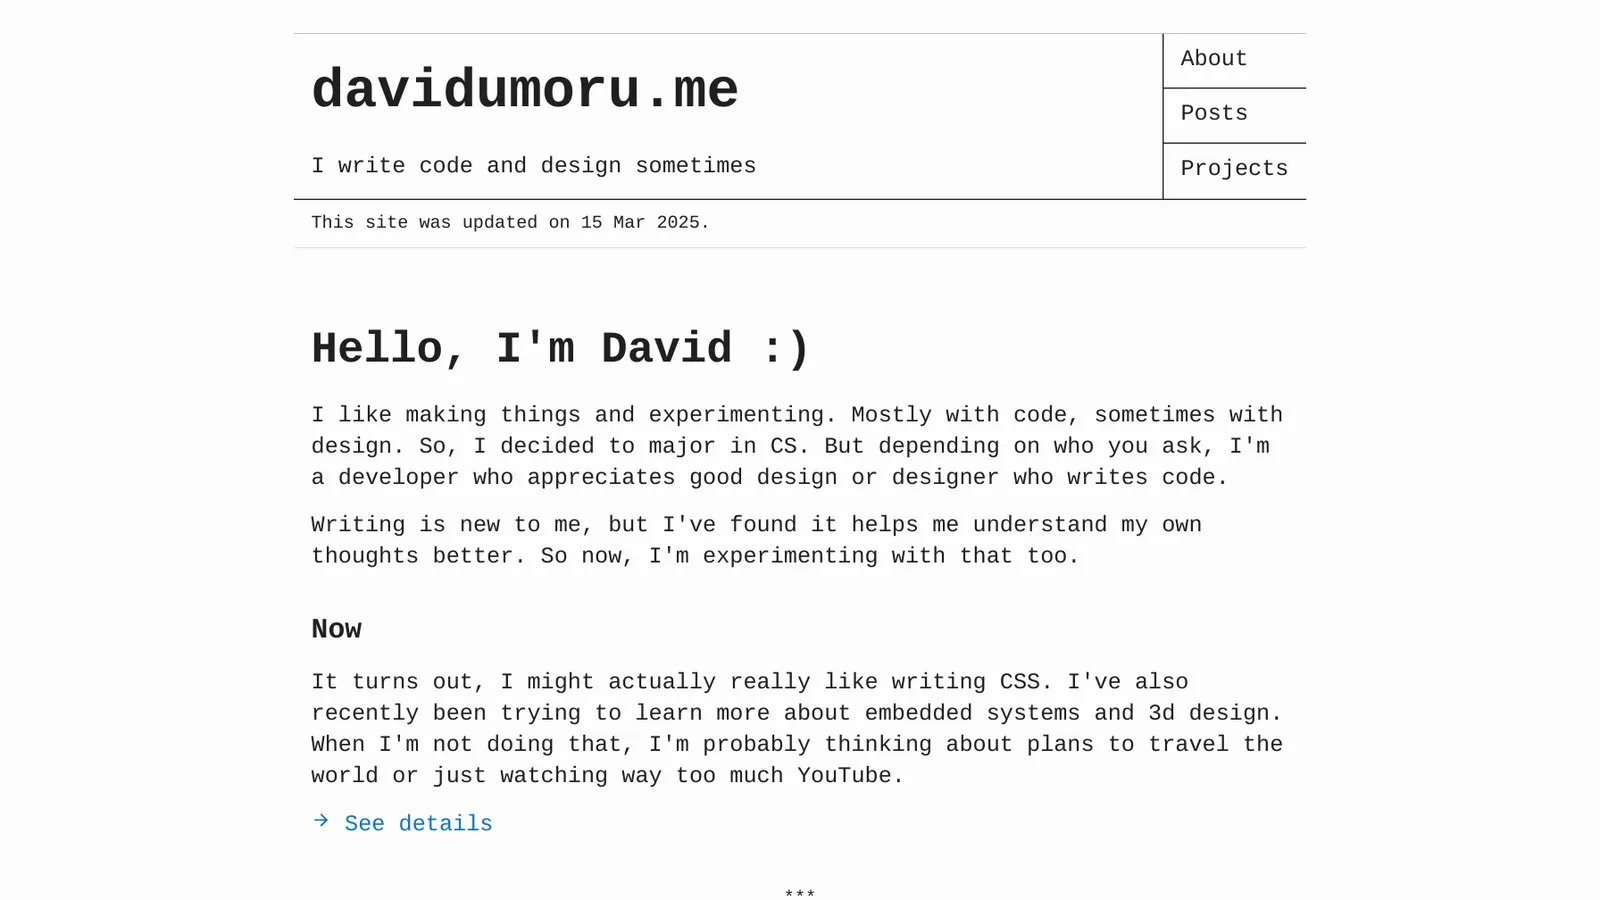 davidumoru.me
I write code and design sometimes
About
Posts
Projects
This site was updated on 15 Mar 2025.
Hello, I'm David :)
I like making things and experimenting. Mostly with code, sometimes with
design. So, I decided to major in CS. But depending on who you ask, I'm
a developer who appreciates good design or designer who writes code.
Writing is new to me, but I've found it helps me understand my own
thoughts better. So now, I'm experimenting with that too.
Now
It turns out, I might actually really like writing CSS. I've also
recently been trying to learn more about embedded systems and 3d design.
When I'm not doing that, I'm probably thinking about plans to travel the
world or just watching way too much YouTube.
→ See details
***